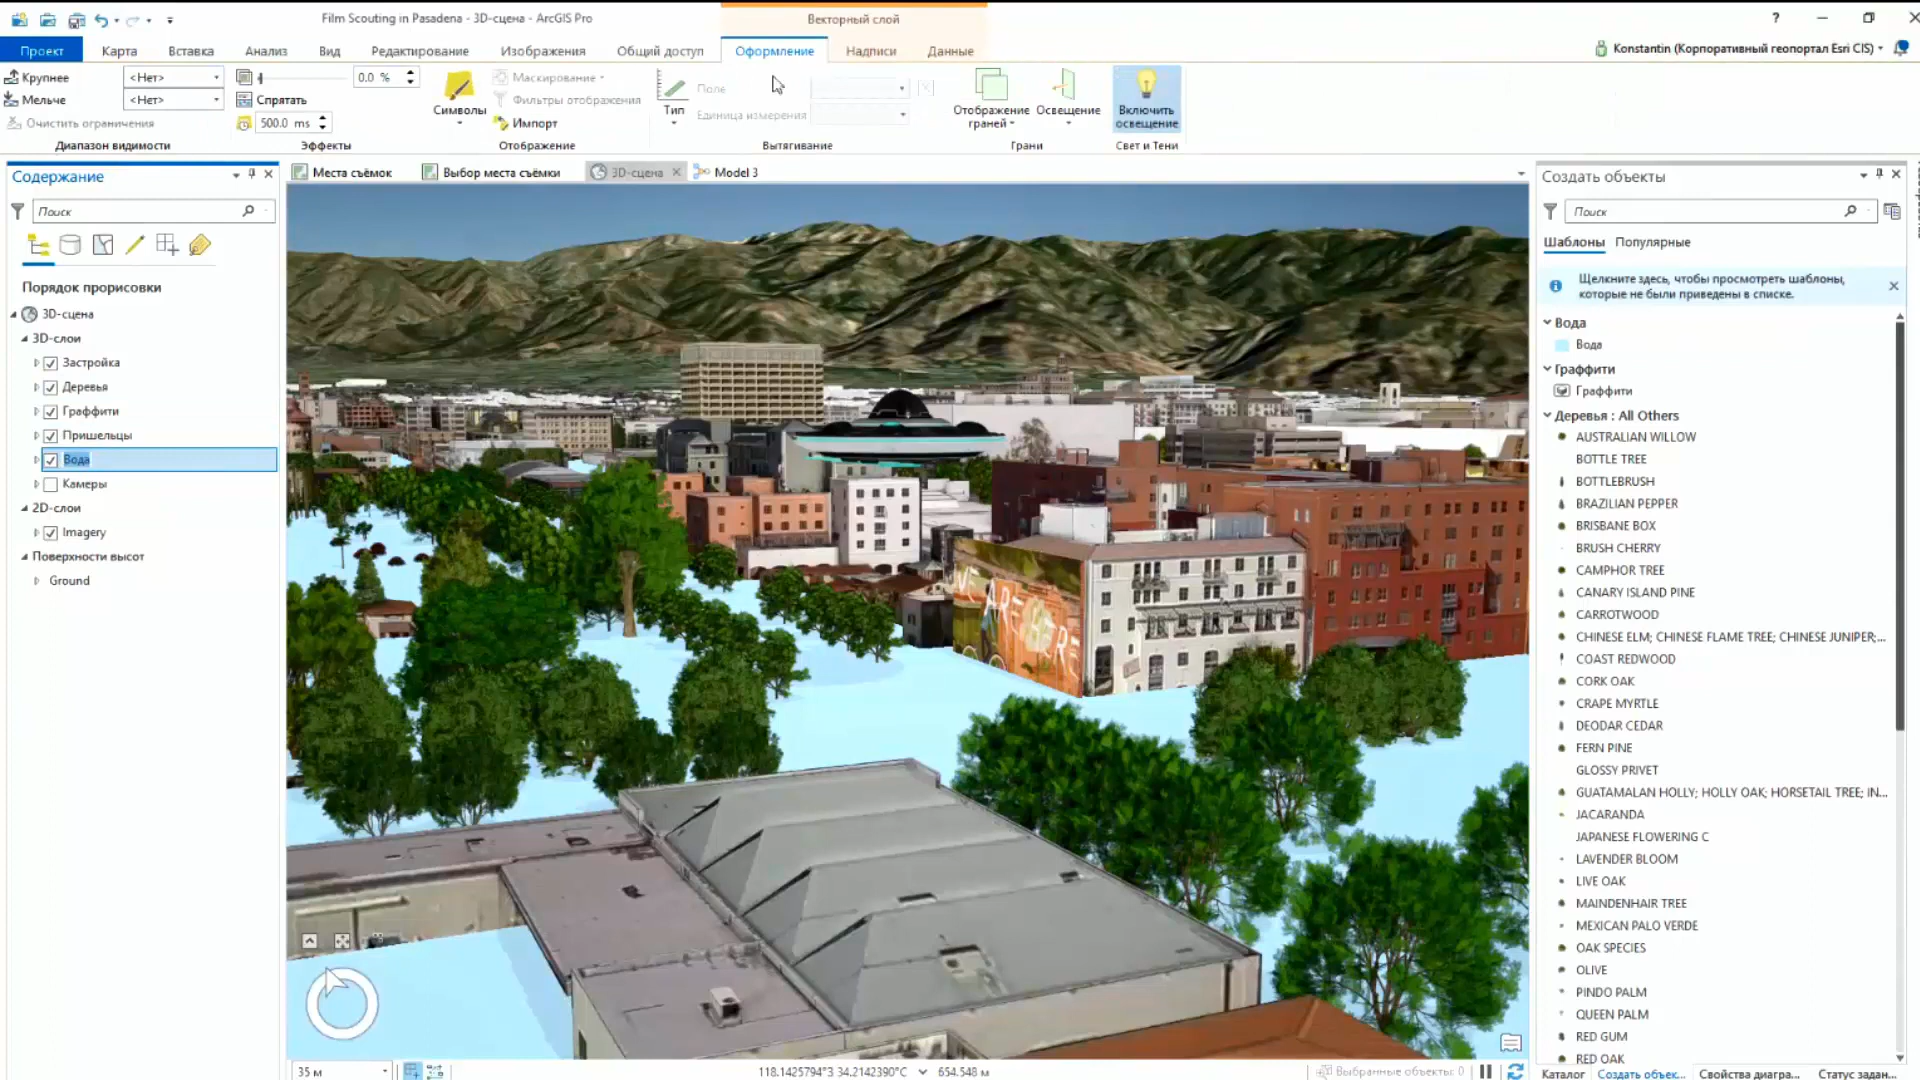 Film Scouting in Pasadena - 3D-сцена - ArcGIS Pro
Векторный слой
?
Проект
Карта
Вставка
Анализ
Вид
Редактирование
Изображения
Общий доступ
Оформление
Надписи
Данные
Konstantin (Корпоративный геопортал Esri CIS)
Крупнее
<Нет>
0.0 %
Мельче
<Нет>
Спрятать
Очистить ограничения
500.0 ms
Диапазон видимости
Эффекты
Символы
Маскирование
Фильтры отображения
Импорт
Отображение
Тип
Поле
Единица измерения
Вытягивание
Отображение
граней
Освещение
Грани
Включить
освещение
Свет и Тени
Содержание
Поиск
Порядок прорисовки
3D-сцена
3D-слои
Застройка
Деревья
Граффити
Пришельцы
Вода
Камеры
2D-слои
Imagery
Поверхности высот
Ground
Места съёмок
Выбор места съёмки
3D-сцена
Model 3
ARE
ERE
35 м
118.1425794°З 34.2142390°С
654.548 м
Выбранные объекты: 0
Создать объекты
Поиск
Шаблоны
Популярные
Щелкните здесь, чтобы просмотреть шаблоны,
которые не были приведены в списке.
Вода
Вода
Граффити
Граффити
Деревья : All Others
AUSTRALIAN WILLOW
BOTTLE TREE
BOTTLEBRUSH
BRAZILIAN PEPPER
BRISBANE BOX
BRUSH CHERRY
CAMPHOR TREE
CANARY ISLAND PINE
CARROTWOOD
CHINESE ELM; CHINESE FLAME TREE; CHINESE JUNIPER;...
COAST REDWOOD
CORK OAK
CRAPE MYRTLE
DEODAR CEDAR
FERN PINE
GLOSSY PRIVET
GUATAMALAN HOLLY; HOLLY OAK; HORSETAIL TREE; IN...
JACARANDA
JAPANESE FLOWERING C
LAVENDER BLOOM
LIVE OAK
MAINDENHAIR TREE
MEXICAN PALO VERDE
OAK SPECIES
OLIVE
PINDO PALM
QUEEN PALM
RED GUM
RED OAK
Каталог
Создать объек...
Свойства диагра...
Статус задан...